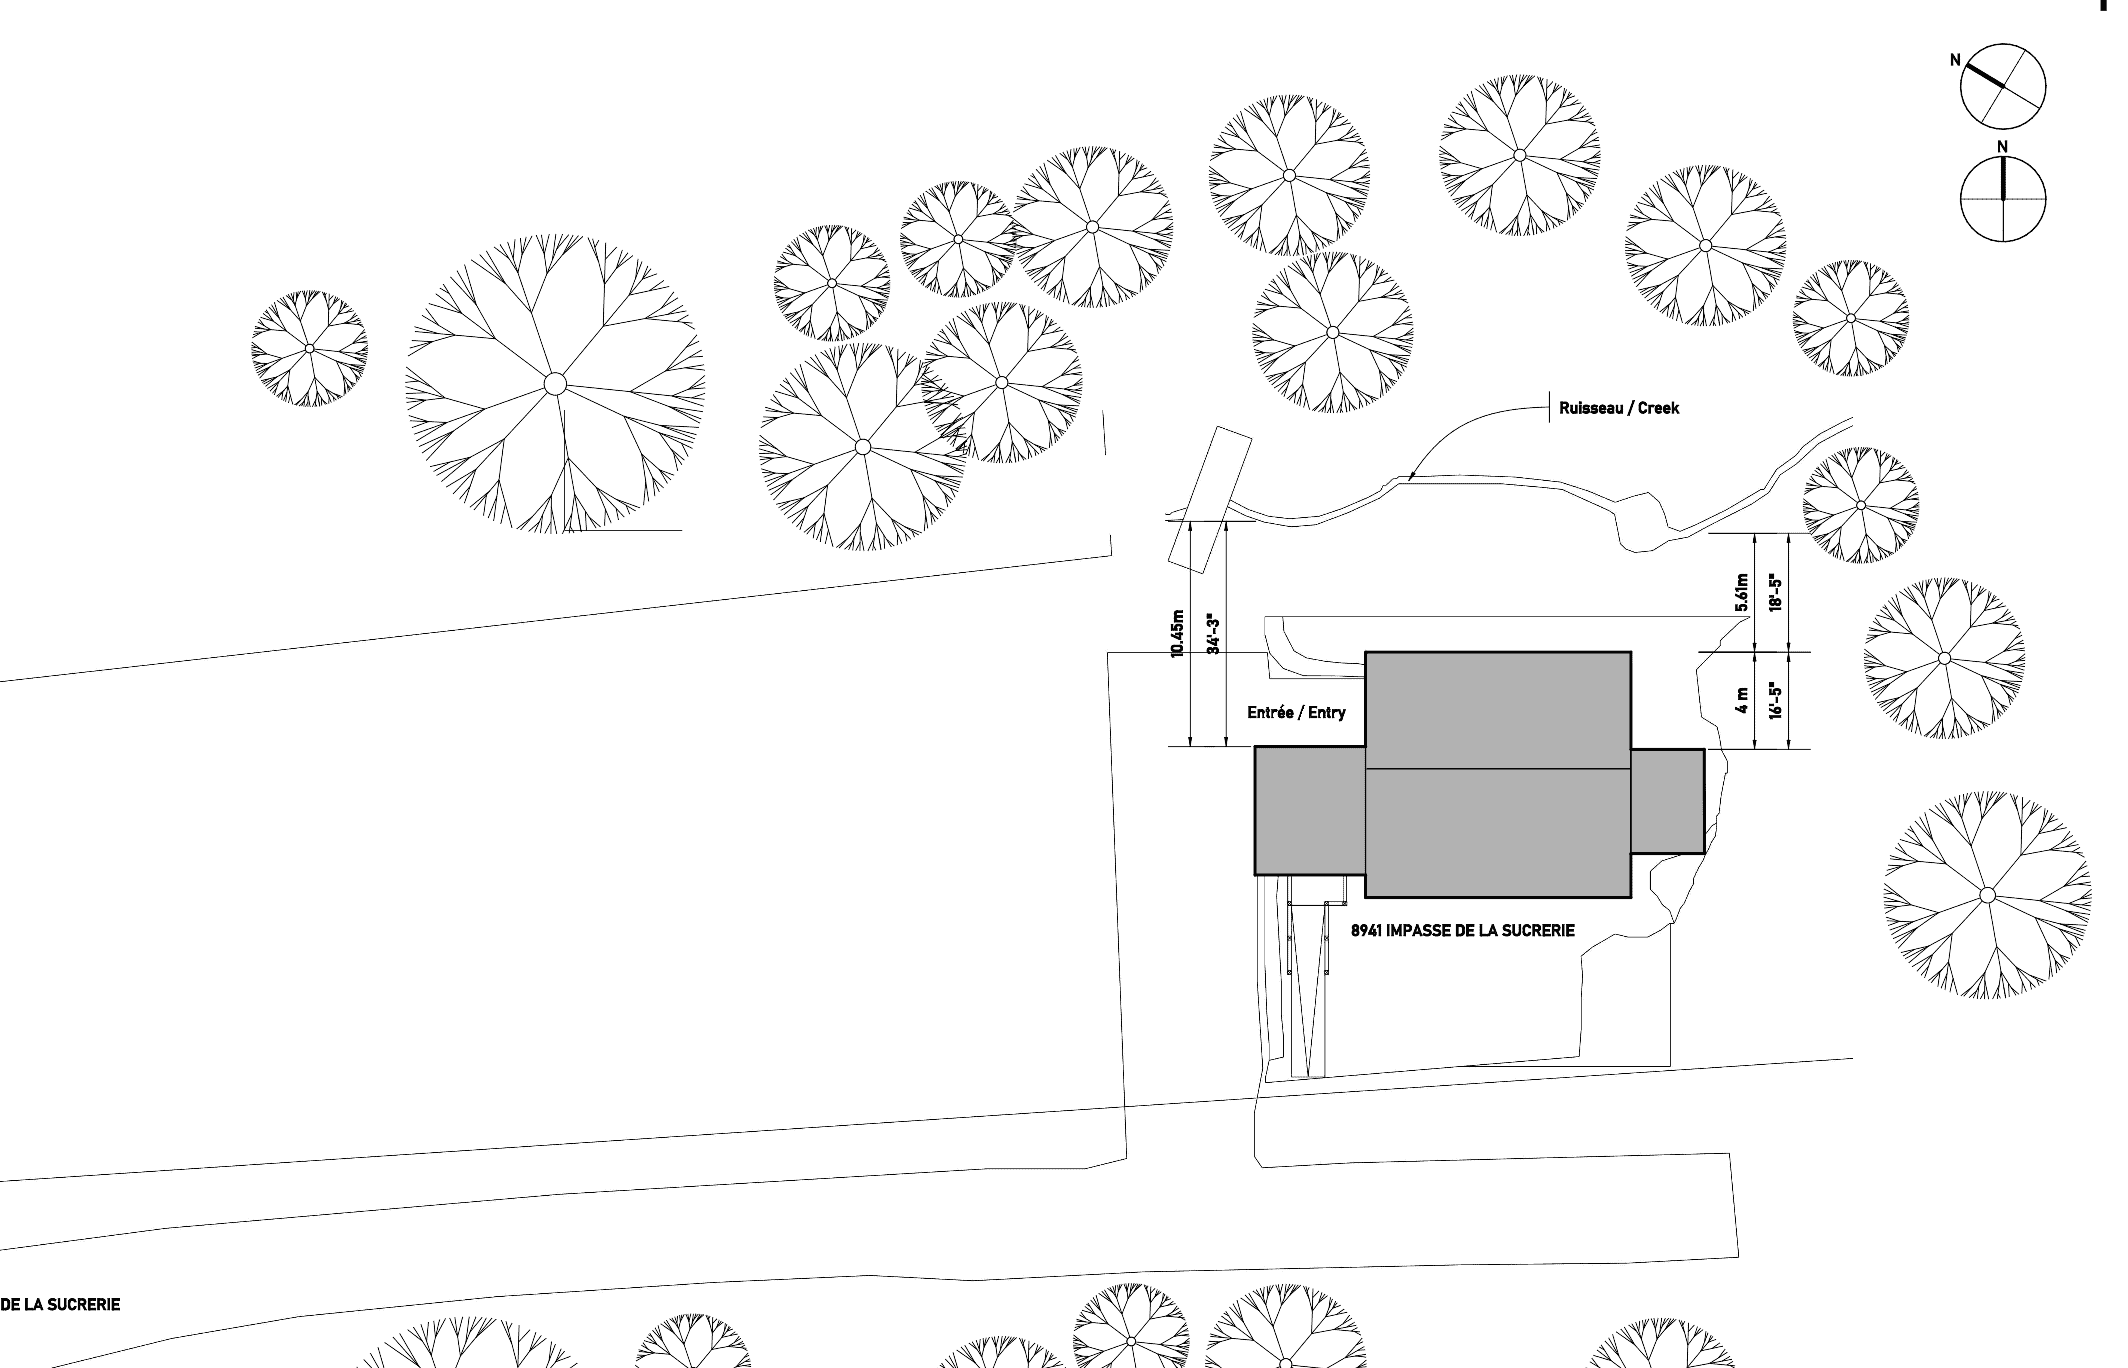 N
N
Ruisseau / Creek
10.45m
34'-3"
5.61m
18'-5"
4 m
16'-5"
Entrée / Entry
8941 IMPASSE DE LA SUCRERIE
DE LA SUCRERIE